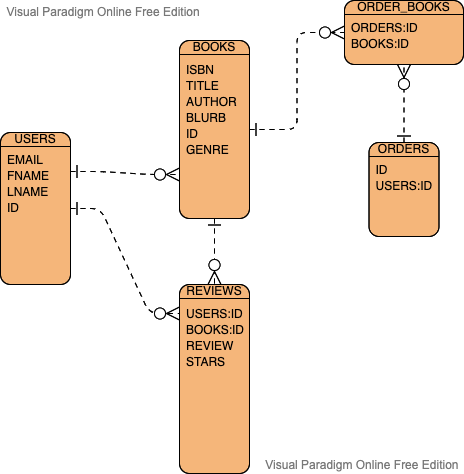 Visual Paradigm Online Free Edition
ORDER_BOOKS
ORDERS:ID
BOOKS:ID
BOOKS
ISBN
TITLE
AUTHOR
BLURB
ID
GENRE
USERS
EMAIL
FNAME
LNAME
ID
ORDERS
ID
USERS:ID
REVIEWS
USERS:ID
BOOKS:ID
REVIEW
STARS
Visual Paradigm Online Free Edition